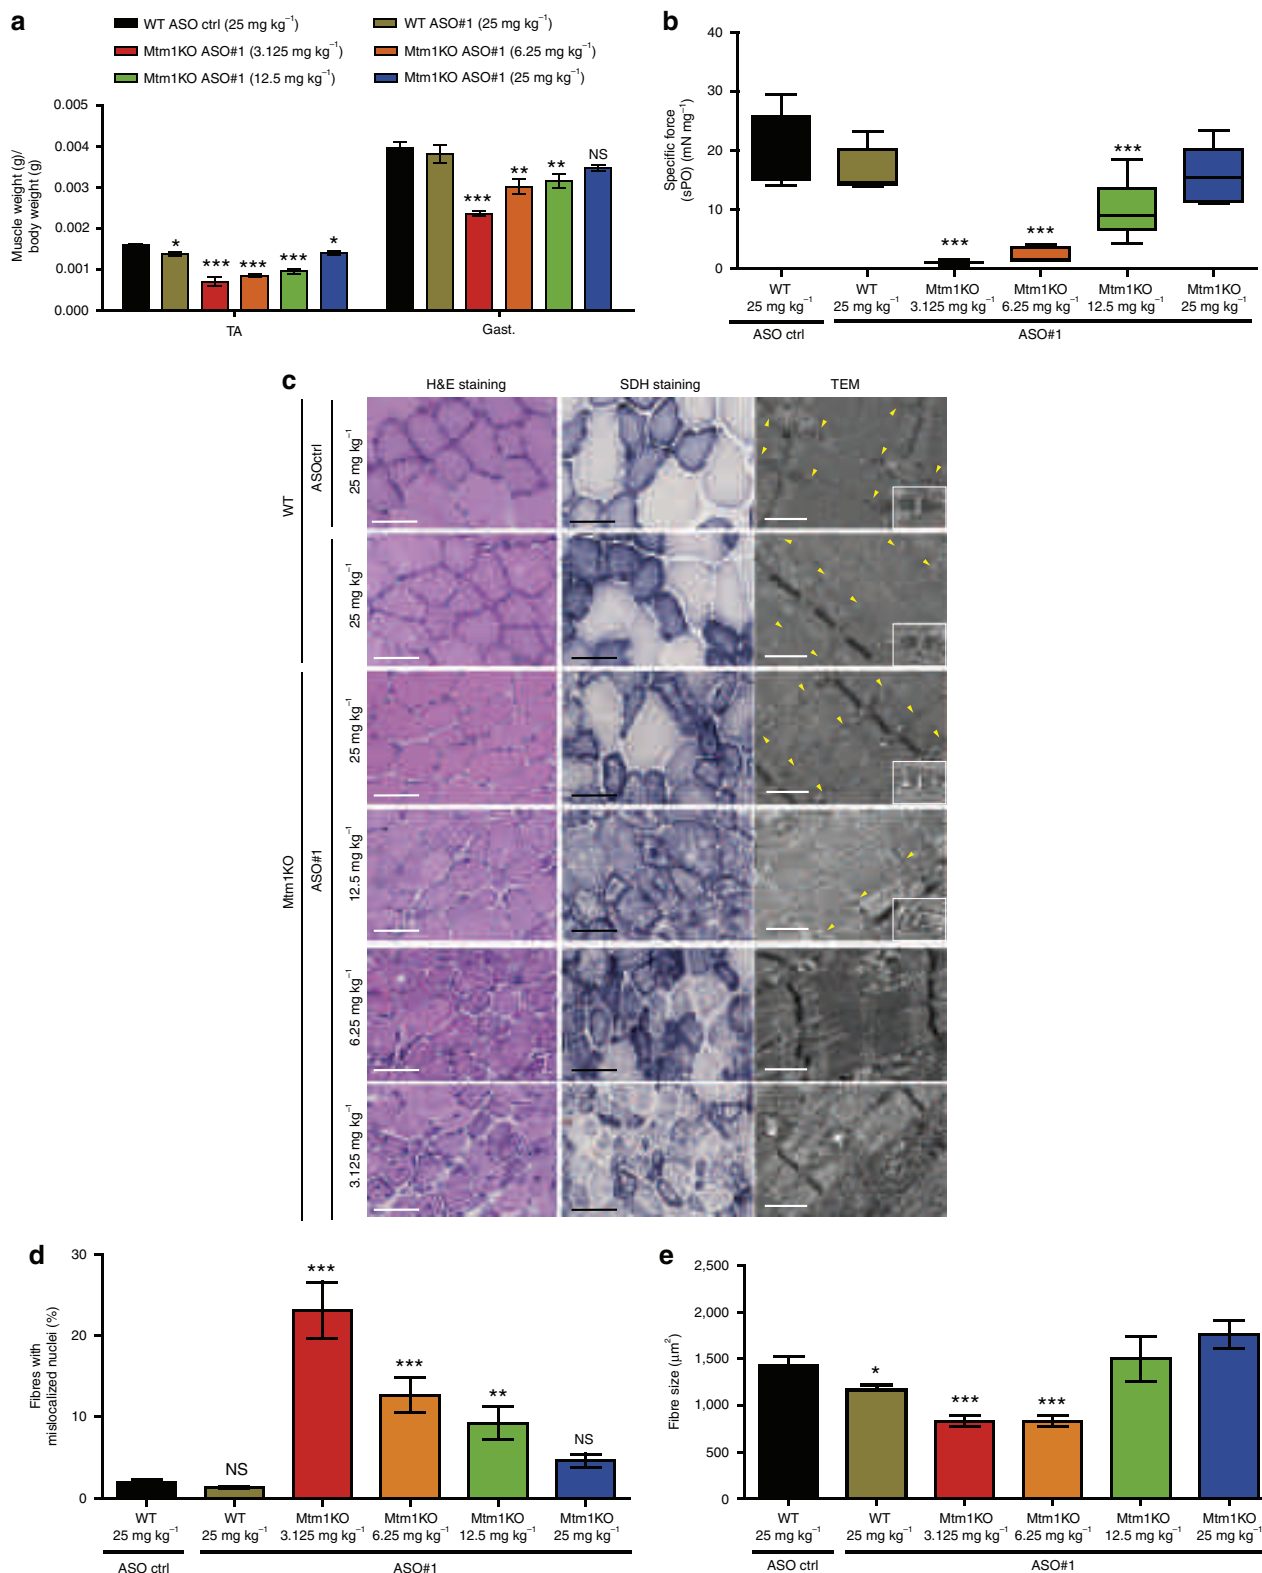 a
WT ASO ctrl (25 mg kg⁻¹)
WT ASO#1 (25 mg kg⁻¹)
Mtm1KO ASO#1 (3.125 mg kg⁻¹)
Mtm1KO ASO#1 (6.25 mg kg⁻¹)
Mtm1KO ASO#1 (12.5 mg kg⁻¹)
Mtm1KO ASO#1 (25 mg kg⁻¹)
Muscle weight (g)/
body weight (g)
0.005
0.004
0.003
0.002
0.001
0.000
* *** *** *** *
*** ** ** NS
TA Gast.
b
Specific force
(sPO) (mN mg⁻¹)
40
30
20
10
0
*** *** ***
WT WT Mtm1KO Mtm1KO Mtm1KO Mtm1KO
25 mg kg⁻¹ 25 mg kg⁻¹ 3.125 mg kg⁻¹ 6.25 mg kg⁻¹ 12.5 mg kg⁻¹ 25 mg kg⁻¹
ASO ctrl ASO#1
c
H&E staining SDH staining TEM
WT
ASOctrl
25 mg kg⁻¹
25 mg kg⁻¹
Mtm1KO
ASO#1
25 mg kg⁻¹
12.5 mg kg⁻¹
6.25 mg kg⁻¹
3.125 mg kg⁻¹
d
Fibres with
mislocalized nuclei (%)
30
20
10
0
NS *** *** ** NS
WT WT Mtm1KO Mtm1KO Mtm1KO Mtm1KO
25 mg kg⁻¹ 25 mg kg⁻¹ 3.125 mg kg⁻¹ 6.25 mg kg⁻¹ 12.5 mg kg⁻¹ 25 mg kg⁻¹
ASO ctrl ASO#1
e
Fibre size (µm²)
2,500
2,000
1,500
1,000
500
0
* *** ***
WT WT Mtm1KO Mtm1KO Mtm1KO Mtm1KO
25 mg kg⁻¹ 25 mg kg⁻¹ 3.125 mg kg⁻¹ 6.25 mg kg⁻¹ 12.5 mg kg⁻¹ 25 mg kg⁻¹
ASO ctrl ASO#1